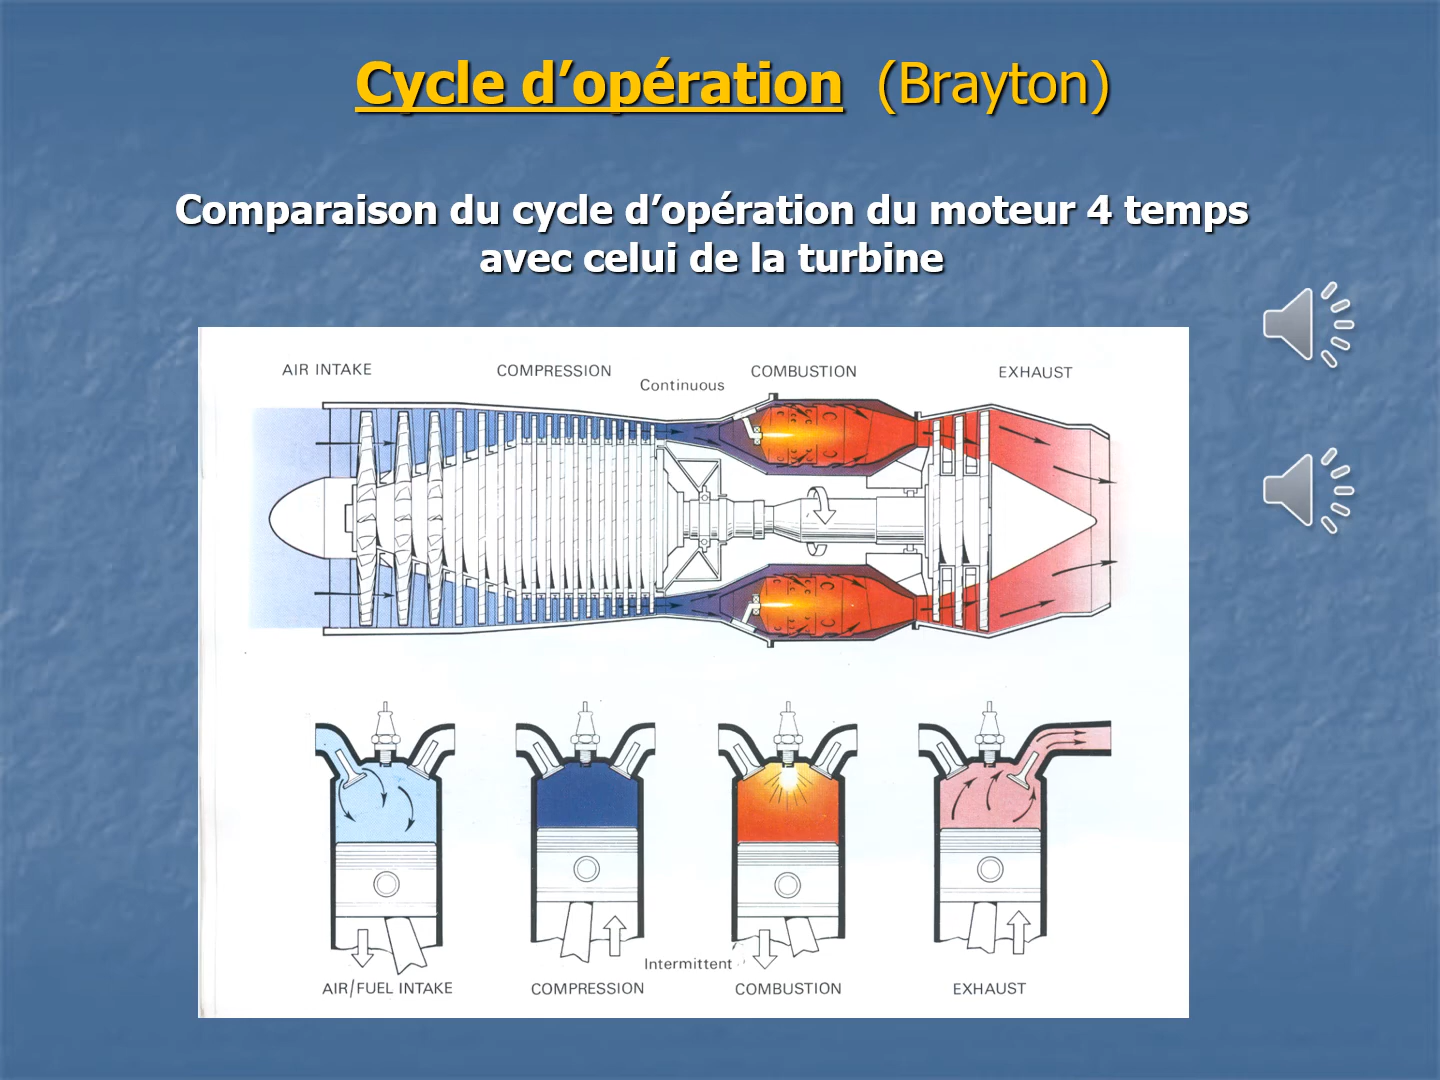 Cycle d’opération (Brayton)
Comparaison du cycle d’opération du moteur 4 temps
avec celui de la turbine
AIR INTAKE
COMPRESSION
Continuous
COMBUSTION
EXHAUST
Intermittent
AIR/FUEL INTAKE
COMPRESSION
COMBUSTION
EXHAUST